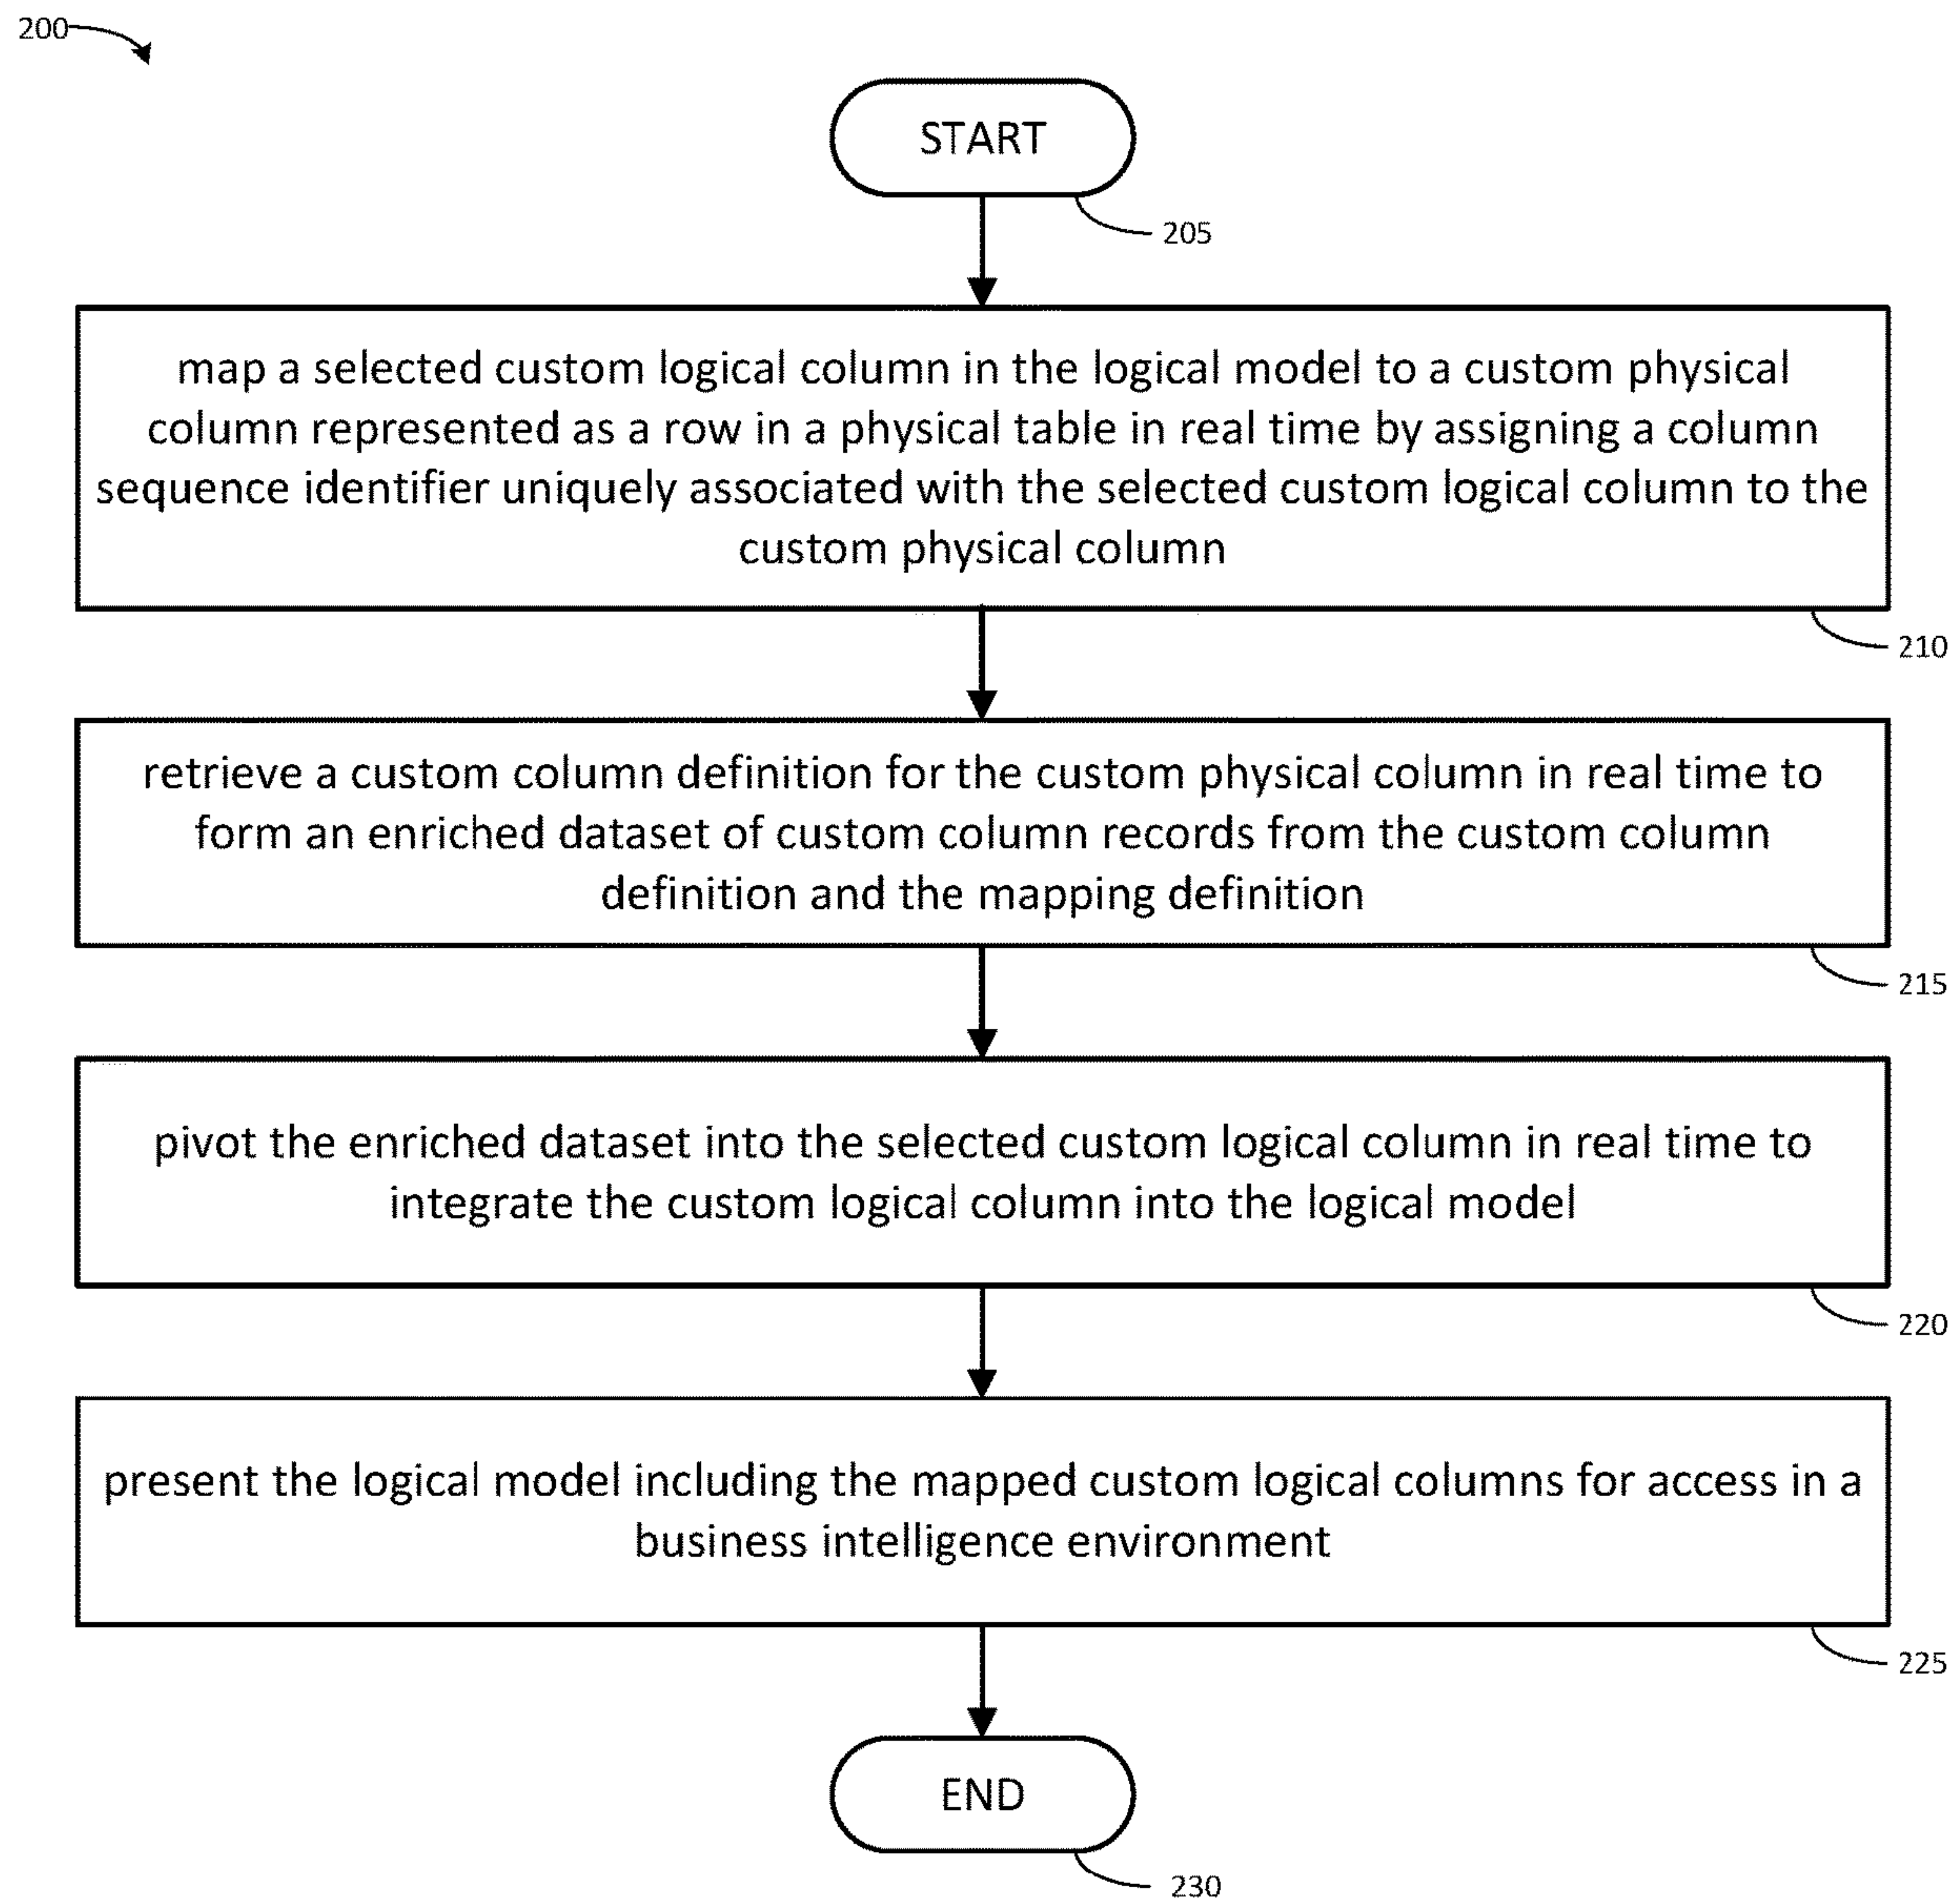 200
START
205
map a selected custom logical column in the logical model to a custom physical
column represented as a row in a physical table in real time by assigning a column
sequence identifier uniquely associated with the selected custom logical column to the
custom physical column
210
retrieve a custom column definition for the custom physical column in real time to
form an enriched dataset of custom column records from the custom column
definition and the mapping definition
215
pivot the enriched dataset into the selected custom logical column in real time to
integrate the custom logical column into the logical model
220
present the logical model including the mapped custom logical columns for access in a
business intelligence environment
225
END
230